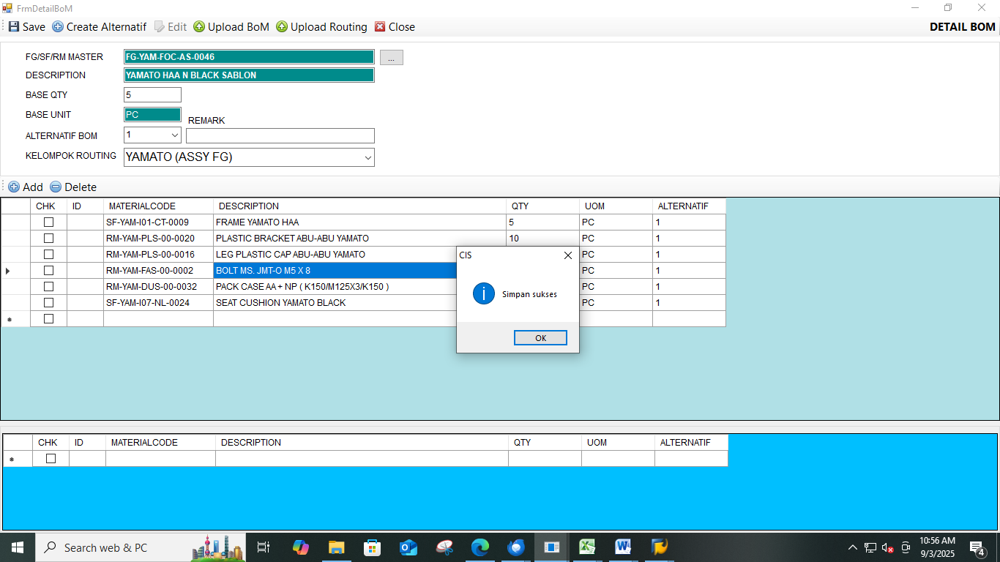 FrmDetailBoM
Save Create Alternatif Edit Upload BoM Upload Routing Close DETAIL BOM
FG/SF/RM MASTER FG-YAM-FOC-AS-0046 ...
DESCRIPTION YAMATO HAA N BLACK SABLON
BASE QTY 5
BASE UNIT PC
REMARK
ALTERNATIF BOM 1
KELOMPOK ROUTING YAMATO (ASSY FG)
Add Delete
CHK ID MATERIALCODE DESCRIPTION QTY UOM ALTERNATIF
SF-YAM-I01-CT-0009 FRAME YAMATO HAA 5 PC 1
RM-YAM-PLS-00-0020 PLASTIC BRACKET ABU-ABU YAMATO 10 PC 1
RM-YAM-PLS-00-0016 LEG PLASTIC CAP ABU-ABU YAMATO PC 1
RM-YAM-FAS-00-0002 BOLT MS. JMT-O M5 X 8 PC 1
RM-YAM-DUS-00-0032 PACK CASE AA + NP ( K150/M125X3/K150 ) PC 1
SF-YAM-I07-NL-0024 SEAT CUSHION YAMATO BLACK PC 1
CIS
Simpan sukses
OK
CHK ID MATERIALCODE DESCRIPTION QTY UOM ALTERNATIF
Search web & PC
10:56 AM
9/3/2025
4